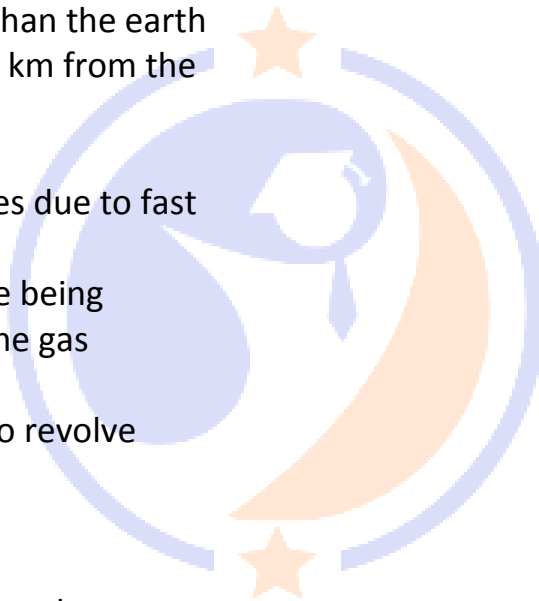 han the earth
km from the
es due to fast
e being
ne gas
o revolve